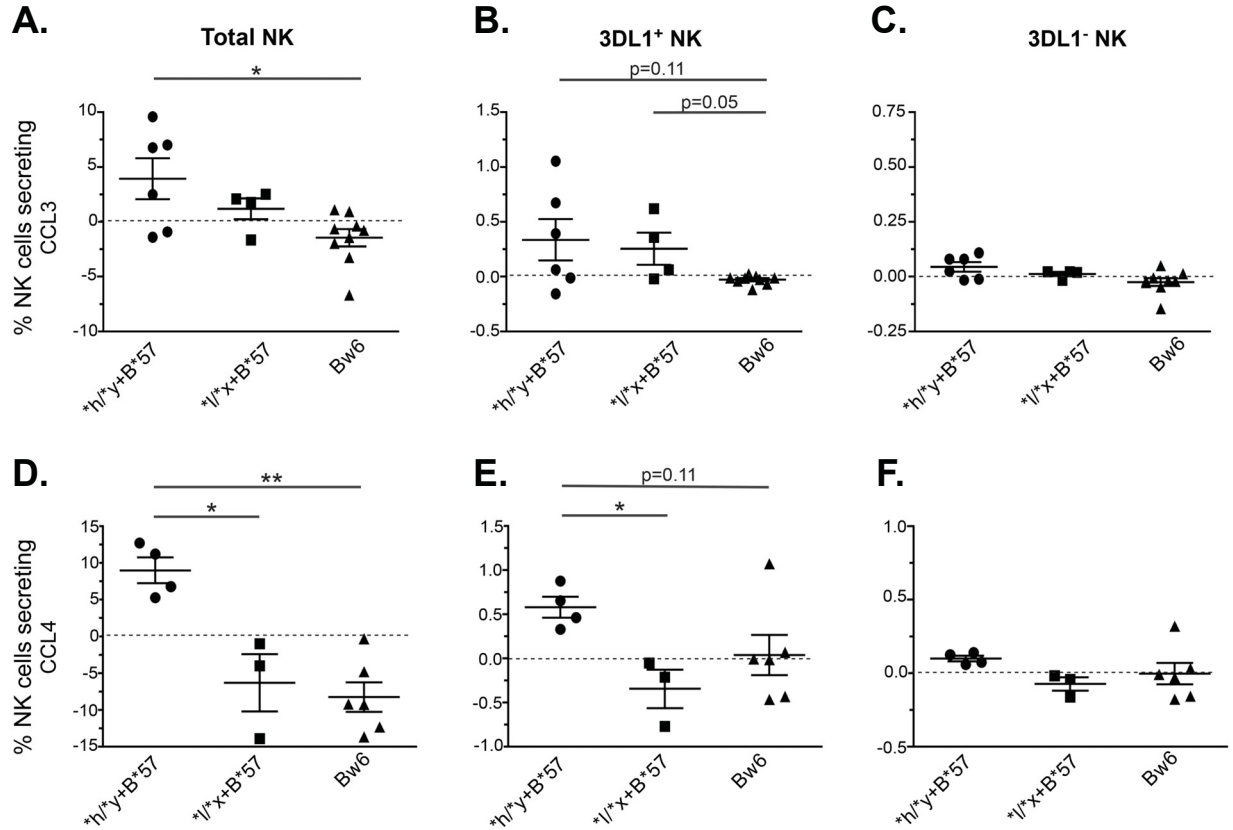 A.
Total NK
*
% NK cells secreting
CCL3
10
5
0
-5
-10
*h/*y+B*57
*l/*x+B*57
Bw6
B.
3DL1+ NK
p=0.11
p=0.05
1.5
1.0
0.5
0.0
-0.5
*h/*y+B*57
*l/*x+B*57
Bw6
C.
3DL1- NK
0.75
0.50
0.25
0.00
-0.25
*h/*y+B*57
*l/*x+B*57
Bw6
D.
**
*
% NK cells secreting
CCL4
15
10
5
0
-5
-10
-15
*h/*y+B*57
*l/*x+B*57
Bw6
E.
p=0.11
*
1.5
1.0
0.5
0.0
-0.5
-1.0
*h/*y+B*57
*l/*x+B*57
Bw6
F.
1.0
0.5
0.0
-0.5
*h/*y+B*57
*l/*x+B*57
Bw6